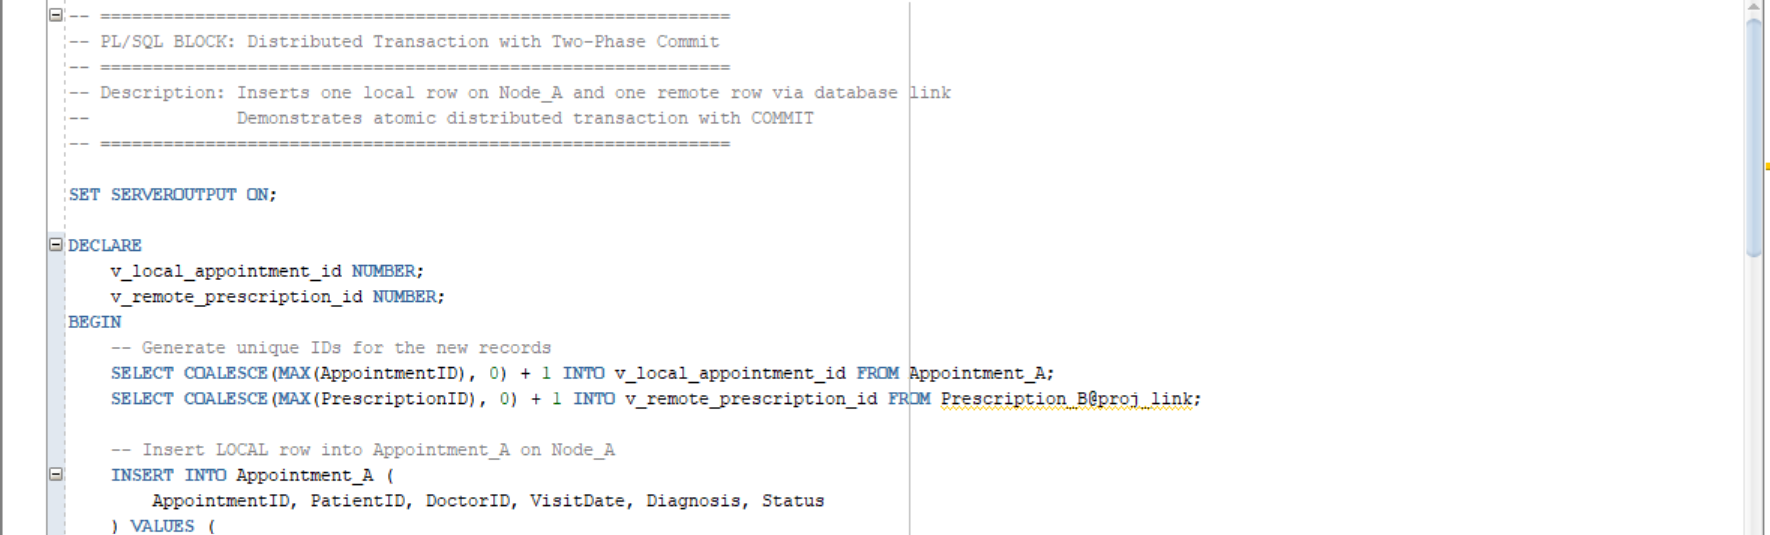 -- ============================================================
-- PL/SQL BLOCK: Distributed Transaction with Two-Phase Commit
-- ============================================================
-- Description: Inserts one local row on Node_A and one remote row via database link
--              Demonstrates atomic distributed transaction with COMMIT
-- ============================================================
SET SERVEROUTPUT ON;
DECLARE
    v_local_appointment_id NUMBER;
    v_remote_prescription_id NUMBER;
BEGIN
    -- Generate unique IDs for the new records
    SELECT COALESCE(MAX(AppointmentID), 0) + 1 INTO v_local_appointment_id FROM Appointment_A;
    SELECT COALESCE(MAX(PrescriptionID), 0) + 1 INTO v_remote_prescription_id FROM Prescription_B@proj_link;
    -- Insert LOCAL row into Appointment_A on Node_A
    INSERT INTO Appointment_A (
        AppointmentID, PatientID, DoctorID, VisitDate, Diagnosis, Status
    ) VALUES (